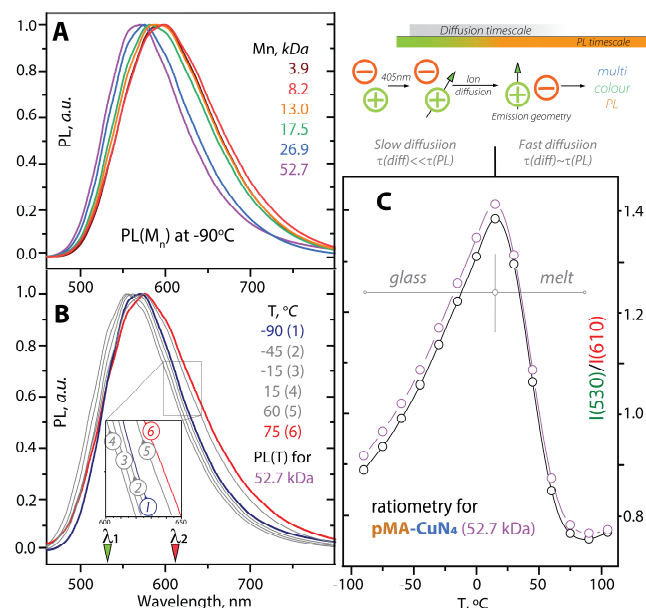 A
Mn, kDa
3.9
8.2
13.0
17.5
26.9
52.7
PL(Mn) at -90ºC
PL, a.u.
1.0
0.8
0.6
0.4
0.2
0.0
500
600
700
B
T, ºC
-90 (1)
-45 (2)
-15 (3)
15 (4)
60 (5)
75 (6)
PL(T) for
52.7 kDa
PL, a.u.
1.0
0.8
0.6
0.4
0.2
0.0
6
4
5
3
2
1
600
650
λ1
λ2
500
600
700
Wavelength, nm
Diffusion timescale
PL timescale
405nm
Ion
diffusion
Emission geometry
multi
colour
PL
Slow diffusiion
τ(diff)<<τ(PL)
Fast diffusiion
τ(diff)~τ(PL)
C
glass
melt
1.4
1.2
1.0
0.8
I(530)/I(610)
ratiometry for
pMA-CuN4 (52.7 kDa)
-100
-50
0
50
100
T, ºC